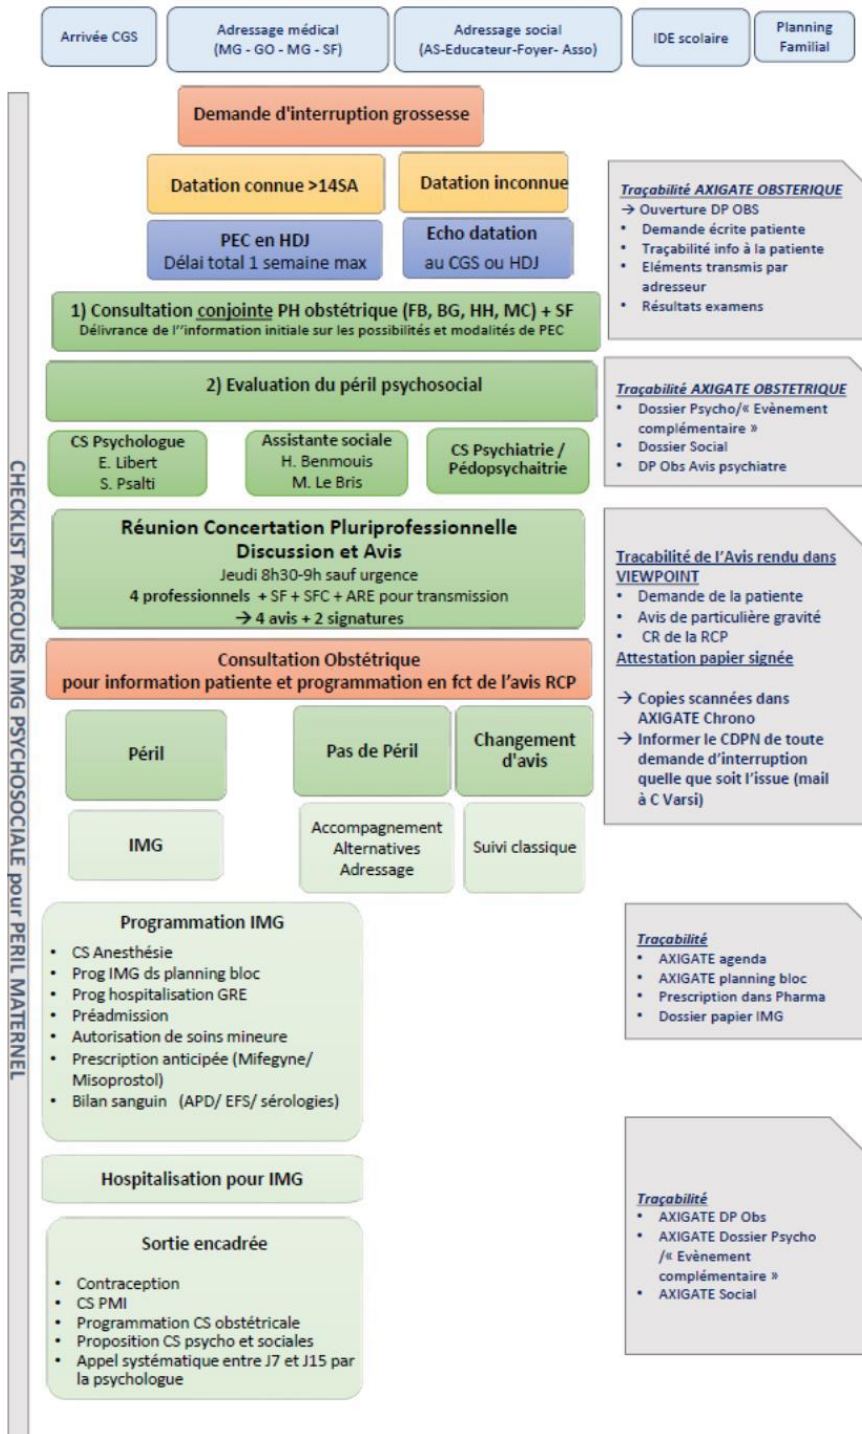 Arrivée CGS
Adressage médical
(MG - GO - MG - SF)
Adressage social
(AS-Educateur-Foyer- Asso)
IDE scolaire
Planning
Familial
CHECKLIST PARCOURS IMG PSYCHOSOCIALE pour PERIL MATERNEL
Demande d'interruption grossesse
Datation connue >14SA
Datation inconnue
PEC en HDJ
Délai total 1 semaine max
Echo datation
au CGS ou HDJ
Traçabilité AXIGATE OBSTERIQUE
→ Ouverture DP OBS
• Demande écrite patiente
• Traçabilité info à la patiente
• Eléments transmis par
adresseur
• Résultats examens
1) Consultation conjointe PH obstétrique (FB, BG, HH, MC) + SF
Délivrance de l''information initiale sur les possibilités et modalités de PEC
2) Evaluation du péril psychosocial
CS Psychologue
E. Libert
S. Psalti
Assistante sociale
H. Benmouis
M. Le Bris
CS Psychiatrie /
Pédopsychaitrie
Traçabilité AXIGATE OBSTETRIQUE
• Dossier Psycho/« Evènement
complémentaire »
• Dossier Social
• DP Obs Avis psychiatre
Réunion Concertation Pluriprofessionnelle
Discussion et Avis
Jeudi 8h30-9h sauf urgence
4 professionnels + SF + SFC + ARE pour transmission
→ 4 avis + 2 signatures
Consultation Obstétrique
pour information patiente et programmation en fct de l'avis RCP
Traçabilité de l'Avis rendu dans
VIEWPOINT
• Demande de la patiente
• Avis de particulière gravité
• CR de la RCP
Attestation papier signée
→ Copies scannées dans
AXIGATE Chrono
→ Informer le CDPN de toute
demande d'interruption
quelle que soit l'issue (mail
à C Varsi)
Péril
Pas de Péril
Changement
d'avis
IMG
Accompagnement
Alternatives
Adressage
Suivi classique
Programmation IMG
• CS Anesthésie
• Prog IMG ds planning bloc
• Prog hospitalisation GRE
• Préadmission
• Autorisation de soins mineure
• Prescription anticipée (Mifegyne/
Misoprostol)
• Bilan sanguin (APD/ EFS/ sérologies)
Traçabilité
• AXIGATE agenda
• AXIGATE planning bloc
• Prescription dans Pharma
• Dossier papier IMG
Hospitalisation pour IMG
Sortie encadrée
• Contraception
• CS PMI
• Programmation CS obstétricale
• Proposition CS psycho et sociales
• Appel systématique entre J7 et J15 par
la psychologue
Traçabilité
• AXIGATE DP Obs
• AXIGATE Dossier Psycho
/« Evènement
complémentaire »
• AXIGATE Social